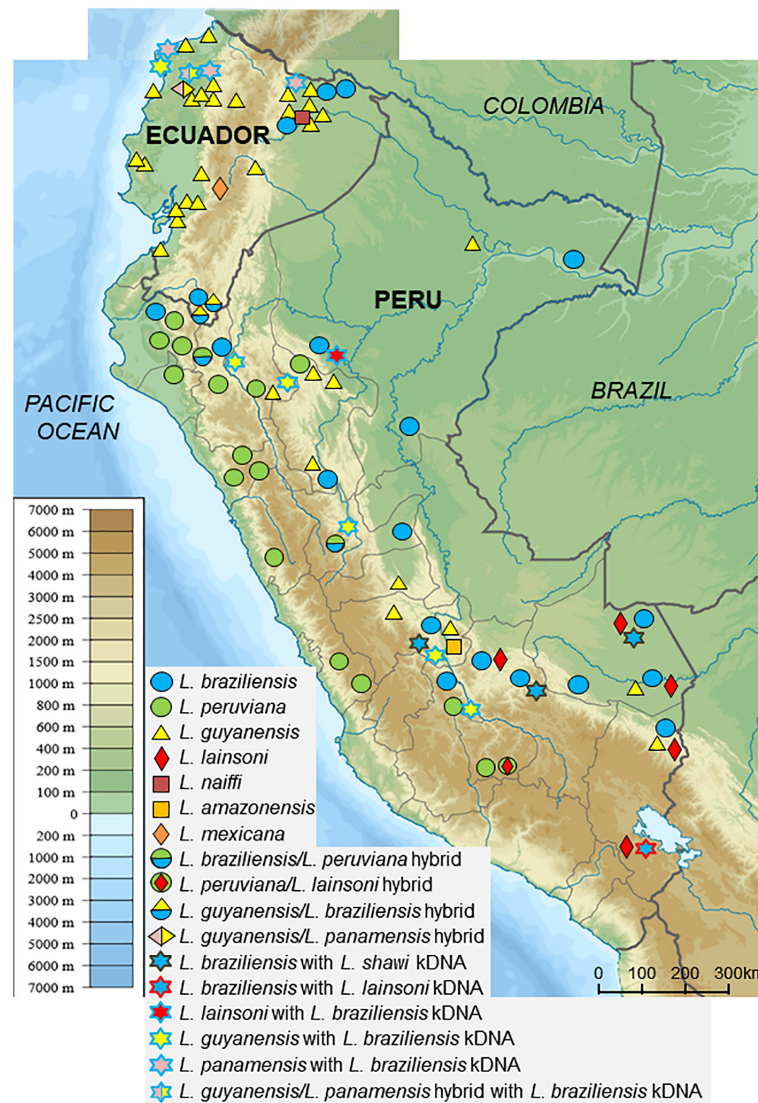 COLOMBIA
ECUADOR
PERU
BRAZIL
PACIFIC
OCEAN
7000 m
6000 m
5000 m
4000 m
3000 m
2500 m
2000 m
1500 m
1000 m
800 m
600 m
400 m
200 m
100 m
0
200 m
1000 m
2000 m
3000 m
4000 m
5000 m
6000 m
7000 m
L. braziliensis
L. peruviana
L. guyanensis
L. lainsoni
L. naiffi
L. amazonensis
L. mexicana
L. braziliensis/L. peruviana hybrid
L. peruviana/L. lainsoni hybrid
L. guyanensis/L. braziliensis hybrid
L. guyanensis/L. panamensis hybrid
L. braziliensis with L. shawi kDNA
L. braziliensis with L. lainsoni kDNA
L. lainsoni with L. braziliensis kDNA
L. guyanensis with L. braziliensis kDNA
L. panamensis with L. braziliensis kDNA
L. guyanensis/L. panamensis hybrid with L. braziliensis kDNA
0 100 200 300km